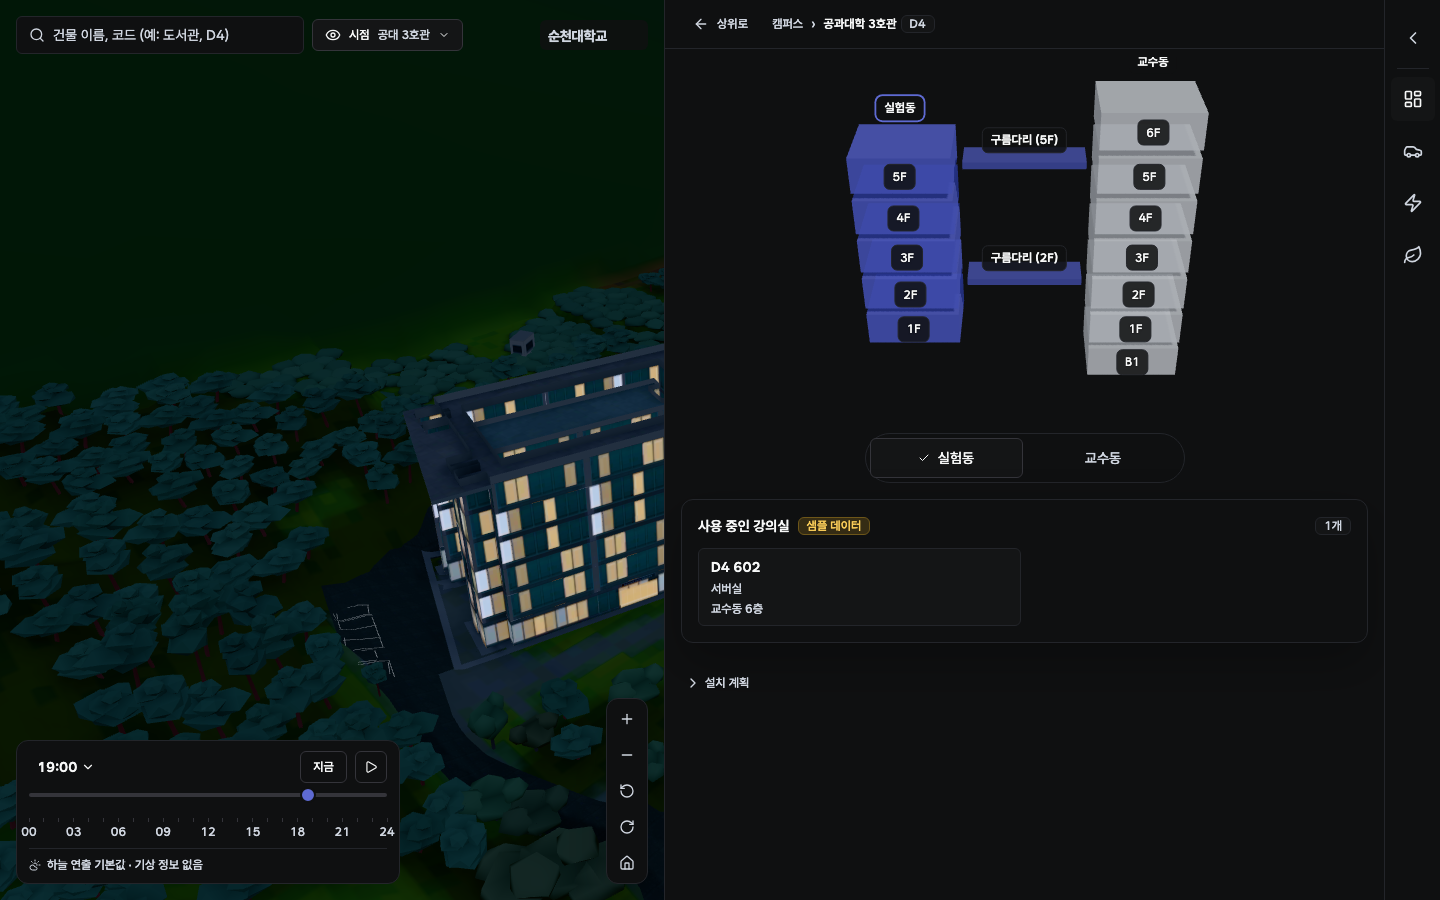 건물 이름, 코드 (예: 도서관, D4)
시점 공대 3호관
순천대학교
상위로
캠퍼스 › 공과대학 3호관 D4
교수동
실험동
구름다리 (5F)
6F
5F
5F
4F
4F
구름다리 (2F)
3F
3F
2F
2F
1F
1F
B1
실험동
교수동
사용 중인 강의실 샘플 데이터 1개
D4 602
서버실
교수동 6층
설치 계획
19:00
지금
00 03 06 09 12 15 18 21 24
하늘 연출 기본값 · 기상 정보 없음